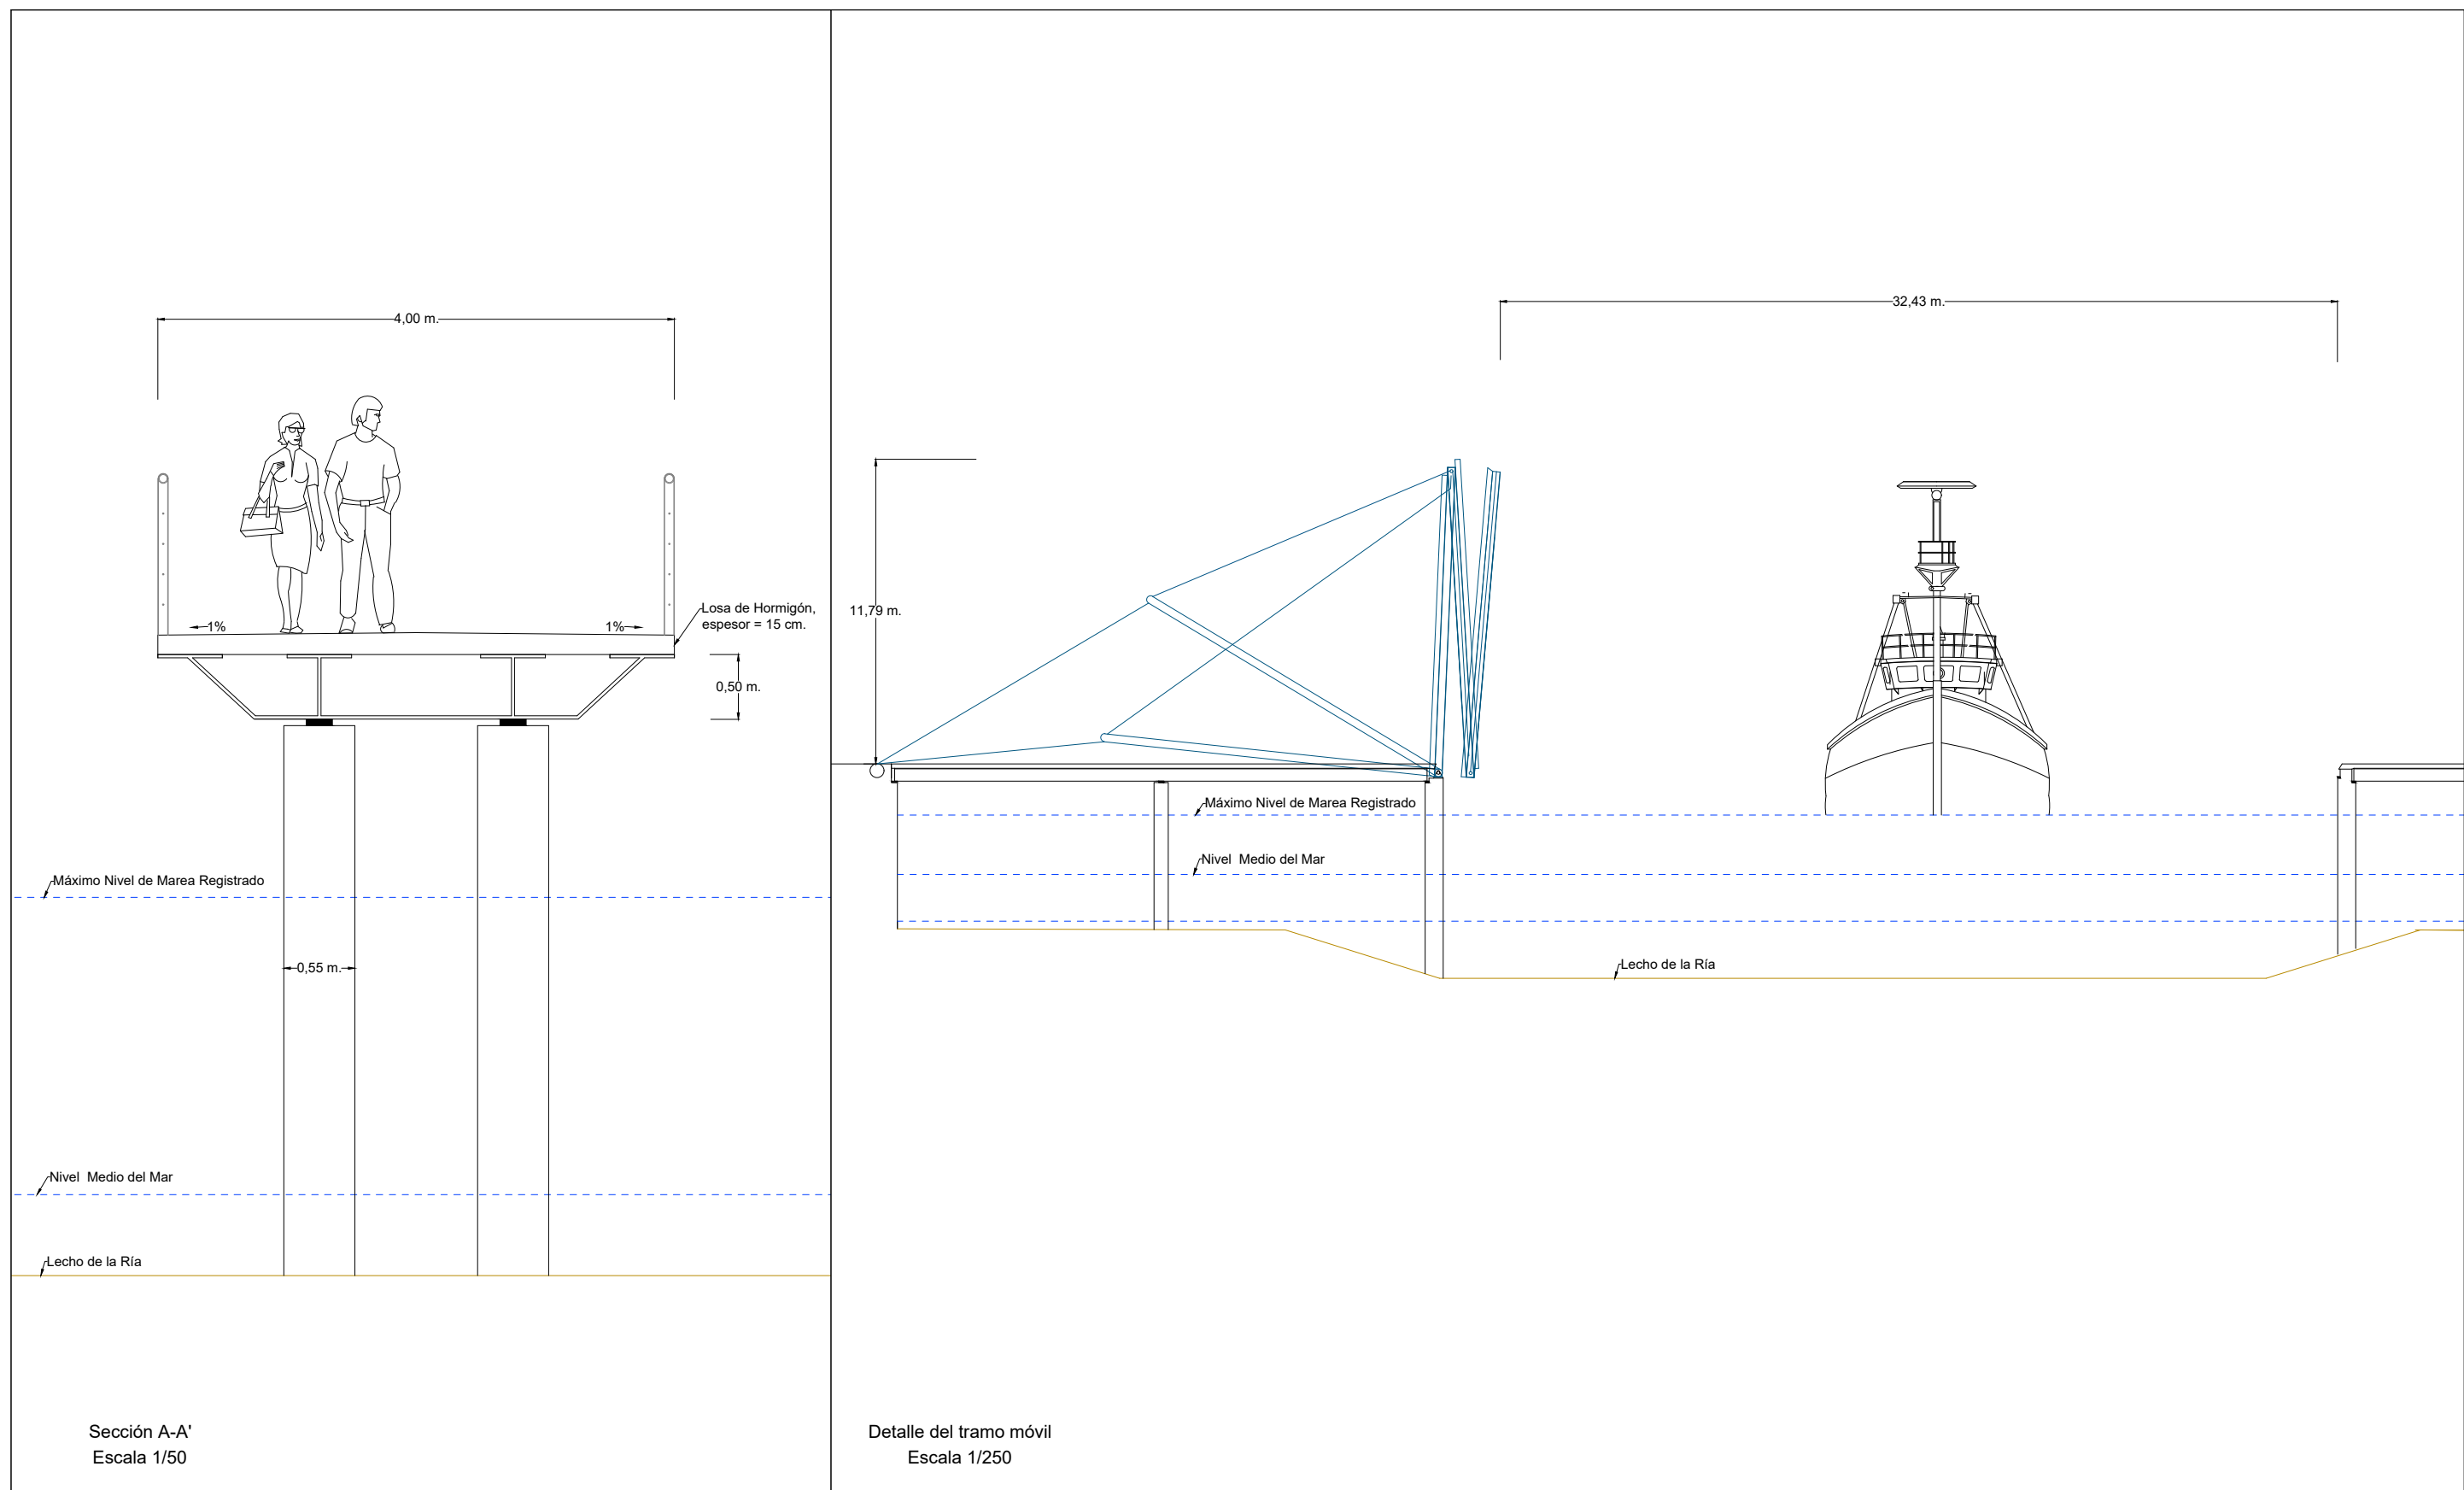 4,00 m.
1%
1%
Losa de Hormigón,
espesor = 15 cm.
0,50 m.
Máximo Nivel de Marea Registrado
0,55 m.
Nivel  Medio del Mar
Lecho de la Ría
Sección A-A'
Escala 1/50
32,43 m.
11,79 m.
Máximo Nivel de Marea Registrado
Nivel  Medio del Mar
Lecho de la Ría
Detalle del tramo móvil
Escala 1/250